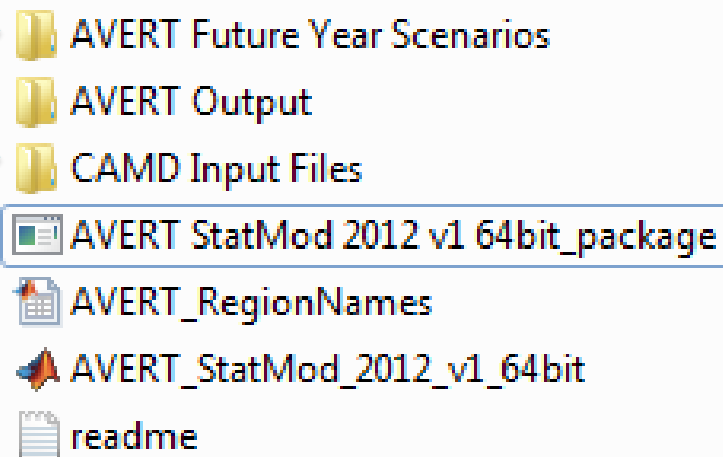 AVERT Future Year Scenarios
AVERT Output
CAMD Input Files
AVERT StatMod 2012 v1 64bit_package
AVERT_RegionNames
AVERT_StatMod_2012_v1_64bit
readme